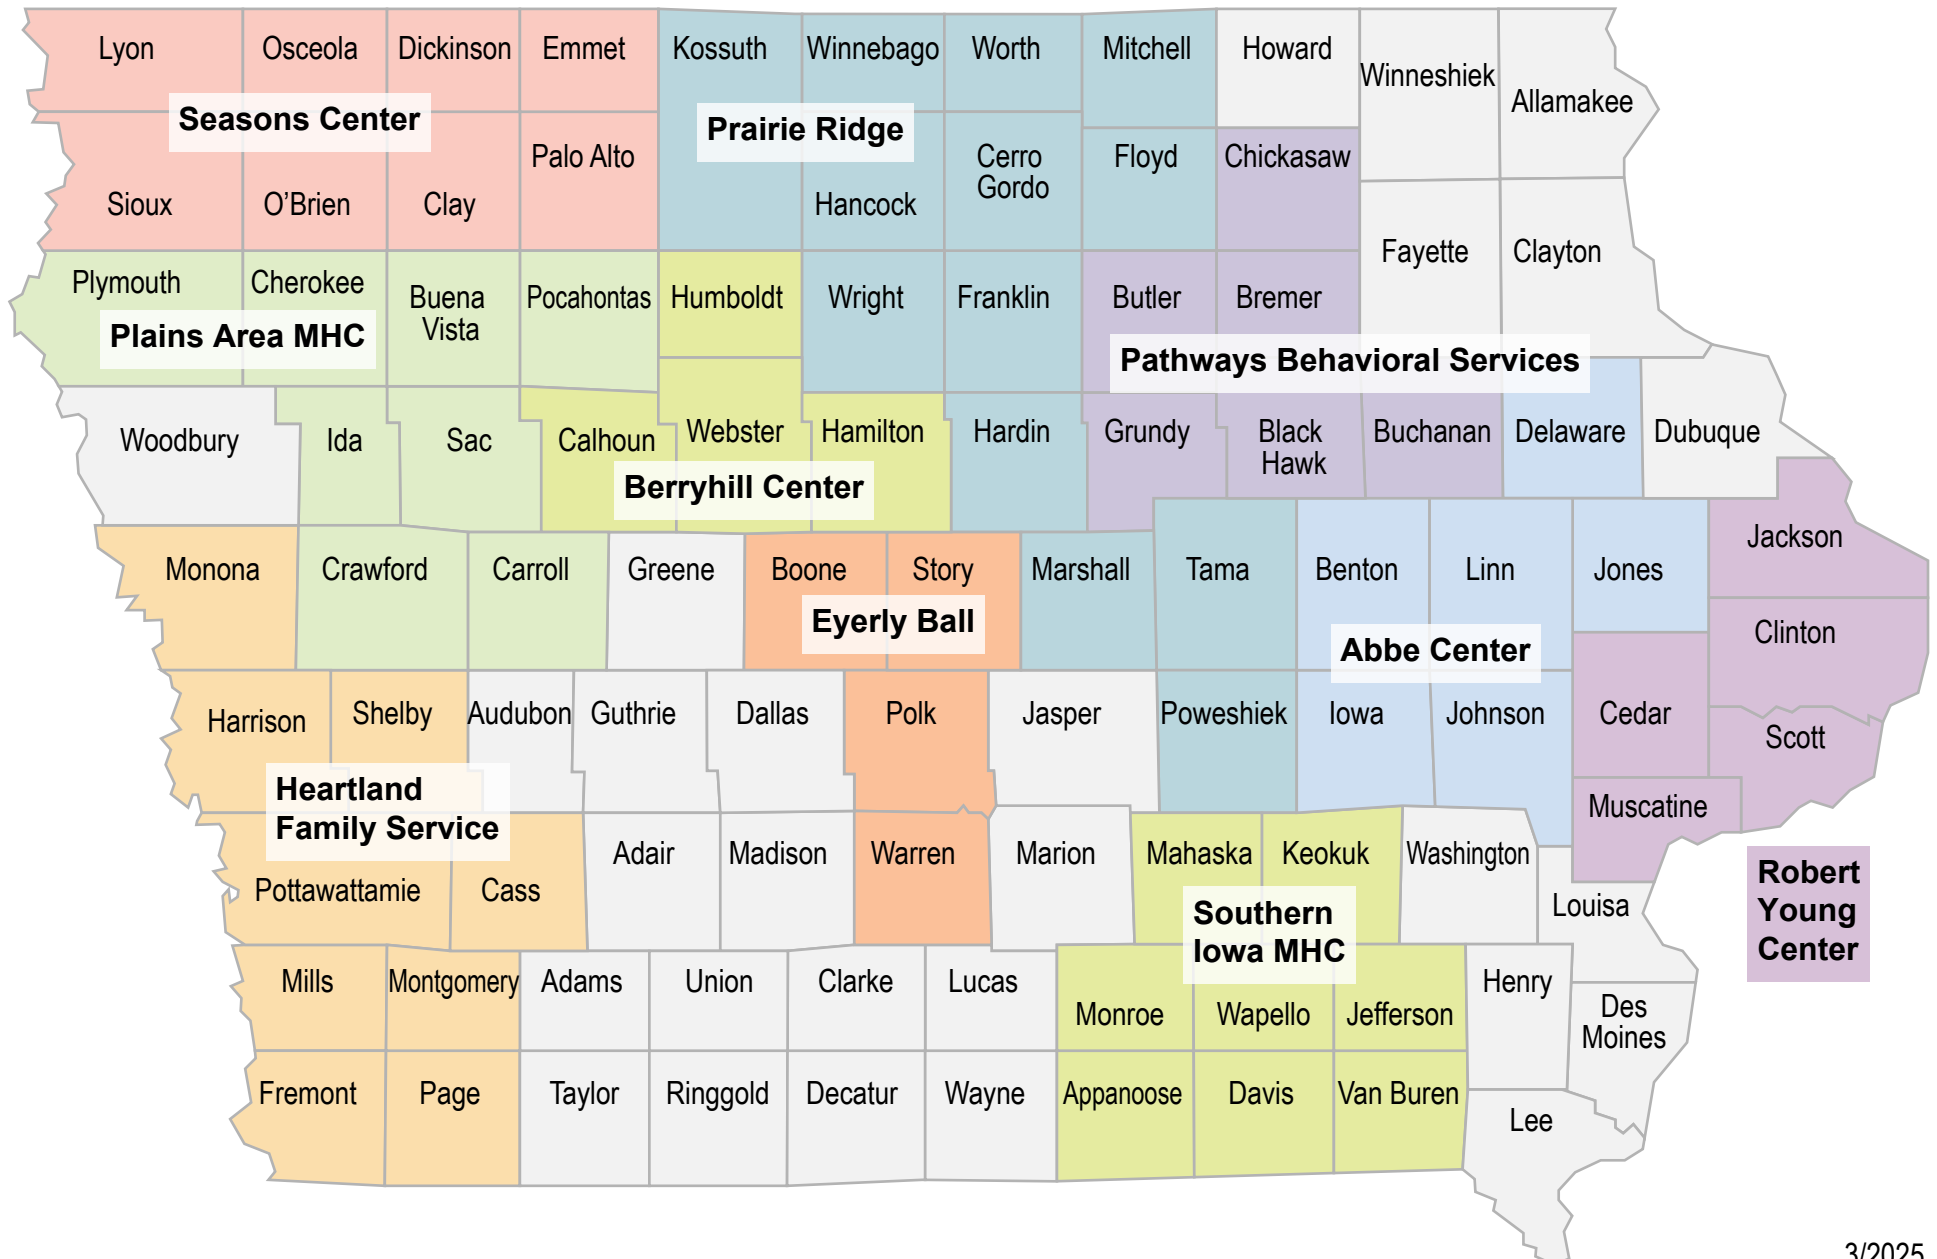 Lyon
Osceola
Dickinson
Emmet
Kossuth
Winnebago
Worth
Mitchell
Howard
Winneshiek
Allamakee
Seasons Center
Prairie Ridge
Sioux
O’Brien
Clay
Palo Alto
Hancock
Cerro
Gordo
Floyd
Chickasaw
Fayette
Clayton
Plymouth
Cherokee
Buena
Vista
Pocahontas
Humboldt
Wright
Franklin
Butler
Bremer
Plains Area MHC
Pathways Behavioral Services
Woodbury
Ida
Sac
Calhoun
Webster
Hamilton
Hardin
Grundy
Black
Hawk
Buchanan
Delaware
Dubuque
Berryhill Center
Jackson
Monona
Crawford
Carroll
Greene
Boone
Story
Marshall
Tama
Benton
Linn
Jones
Eyerly Ball
Abbe Center
Clinton
Harrison
Shelby
Audubon
Guthrie
Dallas
Polk
Jasper
Poweshiek
Iowa
Johnson
Cedar
Scott
Heartland
Family Service
Muscatine
Pottawattamie
Cass
Adair
Madison
Warren
Marion
Mahaska
Keokuk
Washington
Louisa
Robert
Young
Center
Southern
Iowa MHC
Mills
Montgomery
Adams
Union
Clarke
Lucas
Monroe
Wapello
Jefferson
Henry
Des
Moines
Fremont
Page
Taylor
Ringgold
Decatur
Wayne
Appanoose
Davis
Van Buren
Lee
3/2025